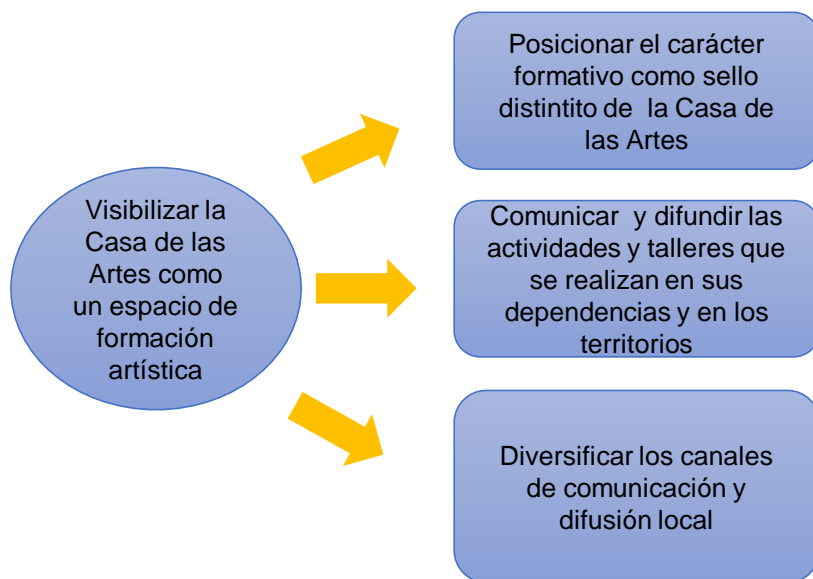 Visibilizar la
Casa de las
Artes como
un espacio de
formación
artística
Posicionar el carácter
formativo como sello
distintito de la Casa de
las Artes
Comunicar y difundir las
actividades y talleres que
se realizan en sus
dependencias y en los
territorios
Diversificar los canales
de comunicación y
difusión local